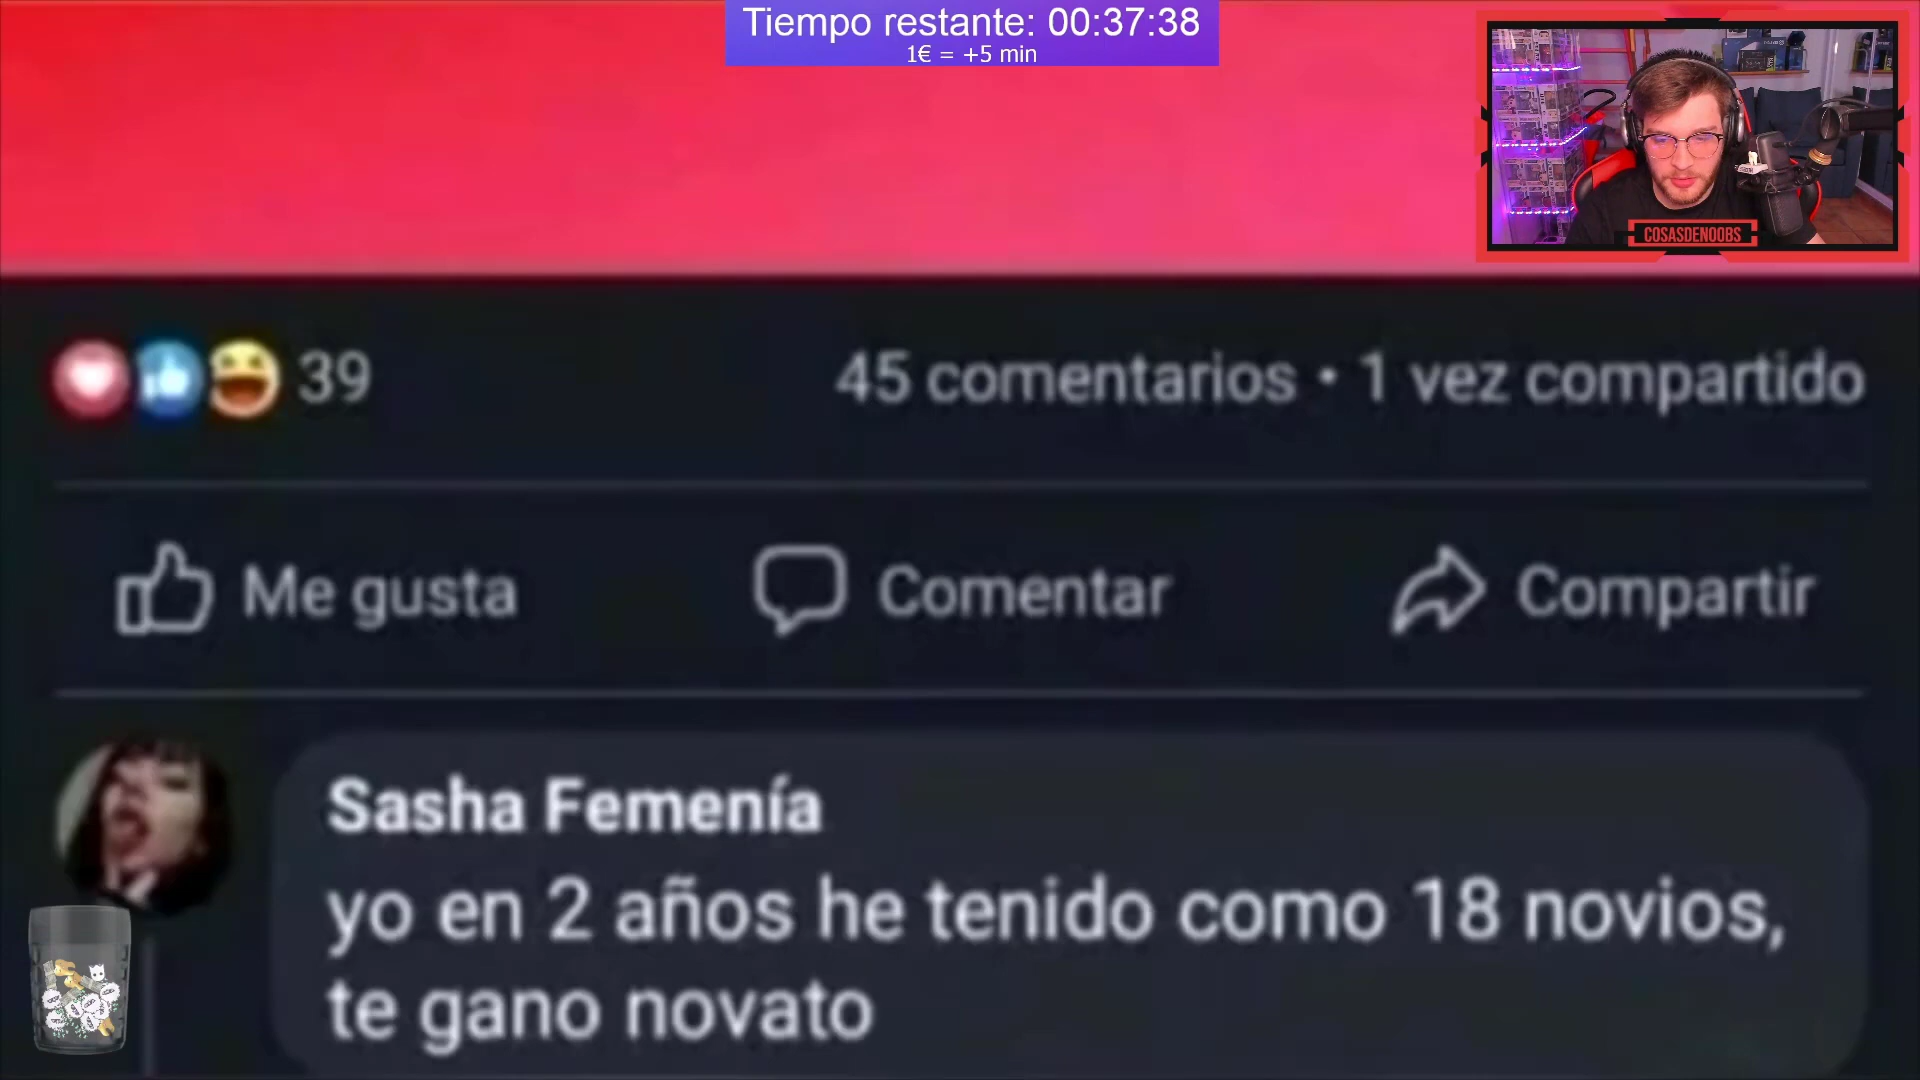 Tiempo restante: 00:37:38
1€ = +5 min
COSASDENOOBS
39
45 comentarios • 1 vez compartido
Me gusta
Comentar
Compartir
Sasha Femenía
yo en 2 años he tenido como 18 novios,
te gano novato